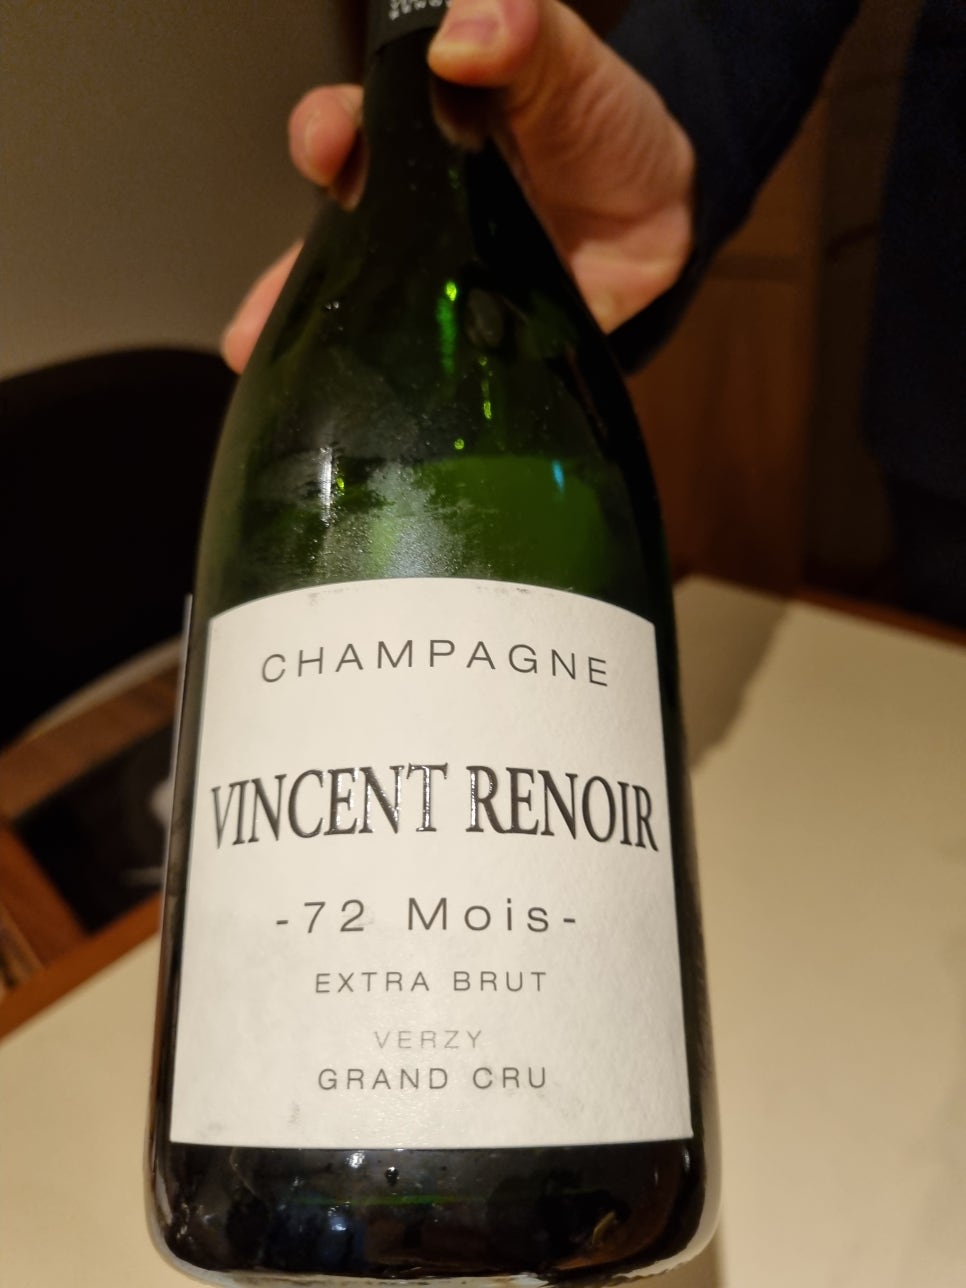 CHAMPAGNE
VINCENT RENOIR
-72 Mois-
EXTRA BRUT
VERZY
GRAND CRU